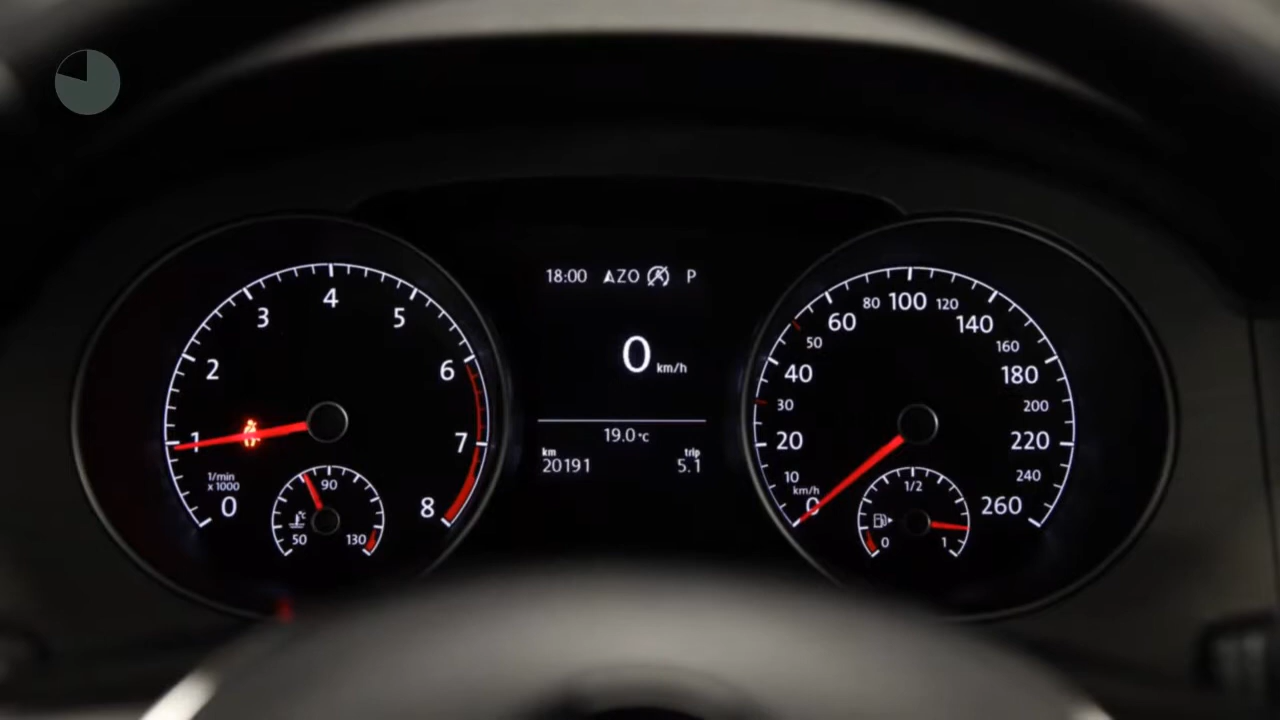 18:00 AZO P
0 km/h
19.0°C
km trip
20191 5.1
0 1 2 3 4 5 6 7 8
1/min
x 1000
50 90 130
°C
0 10 20 30 40 50 60 80 100 120 140 160 180 200 220 240 260
km/h
0 1/2 1